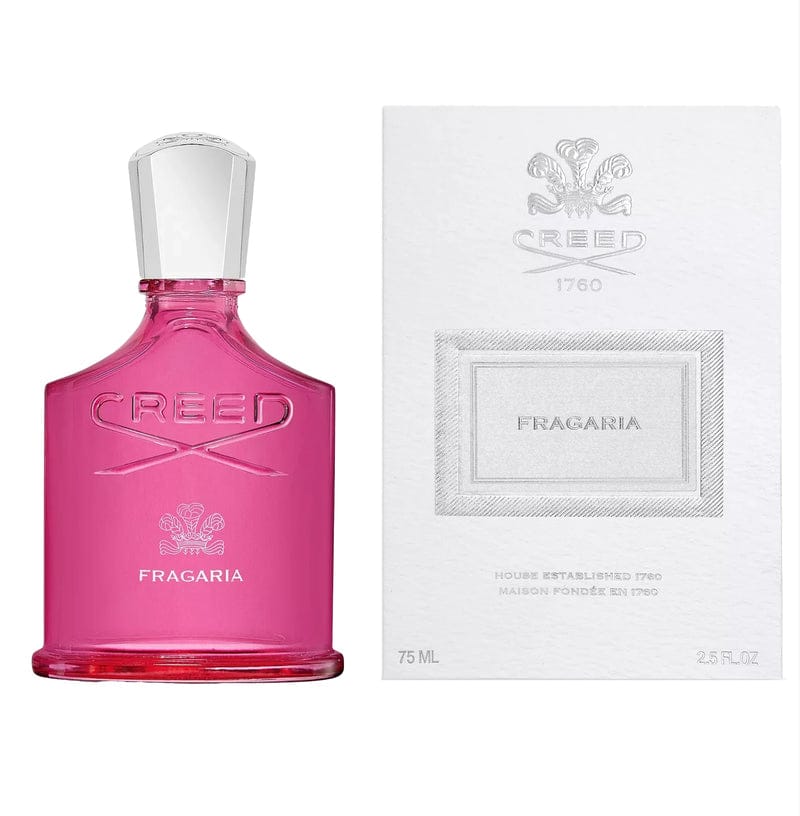 CREED
FRAGARIA
CREED
1760
FRAGARIA
HOUSE ESTABLISHED 1760
MAISON FONDÉE EN 1760
75 ML
2.5 FL.OZ